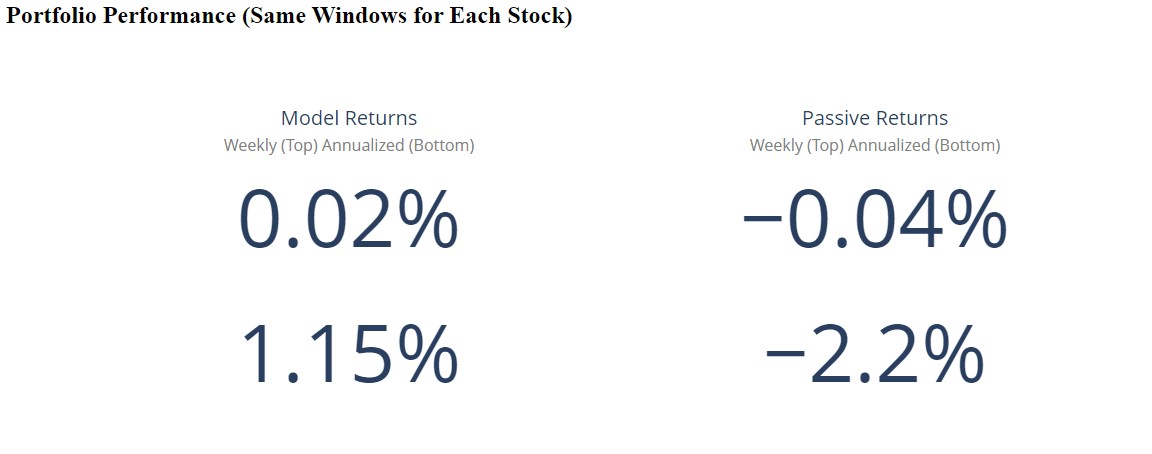 Portfolio Performance (Same Windows for Each Stock)
Model Returns
Weekly (Top) Annualized (Bottom)
0.02%
1.15%
Passive Returns
Weekly (Top) Annualized (Bottom)
−0.04%
−2.2%